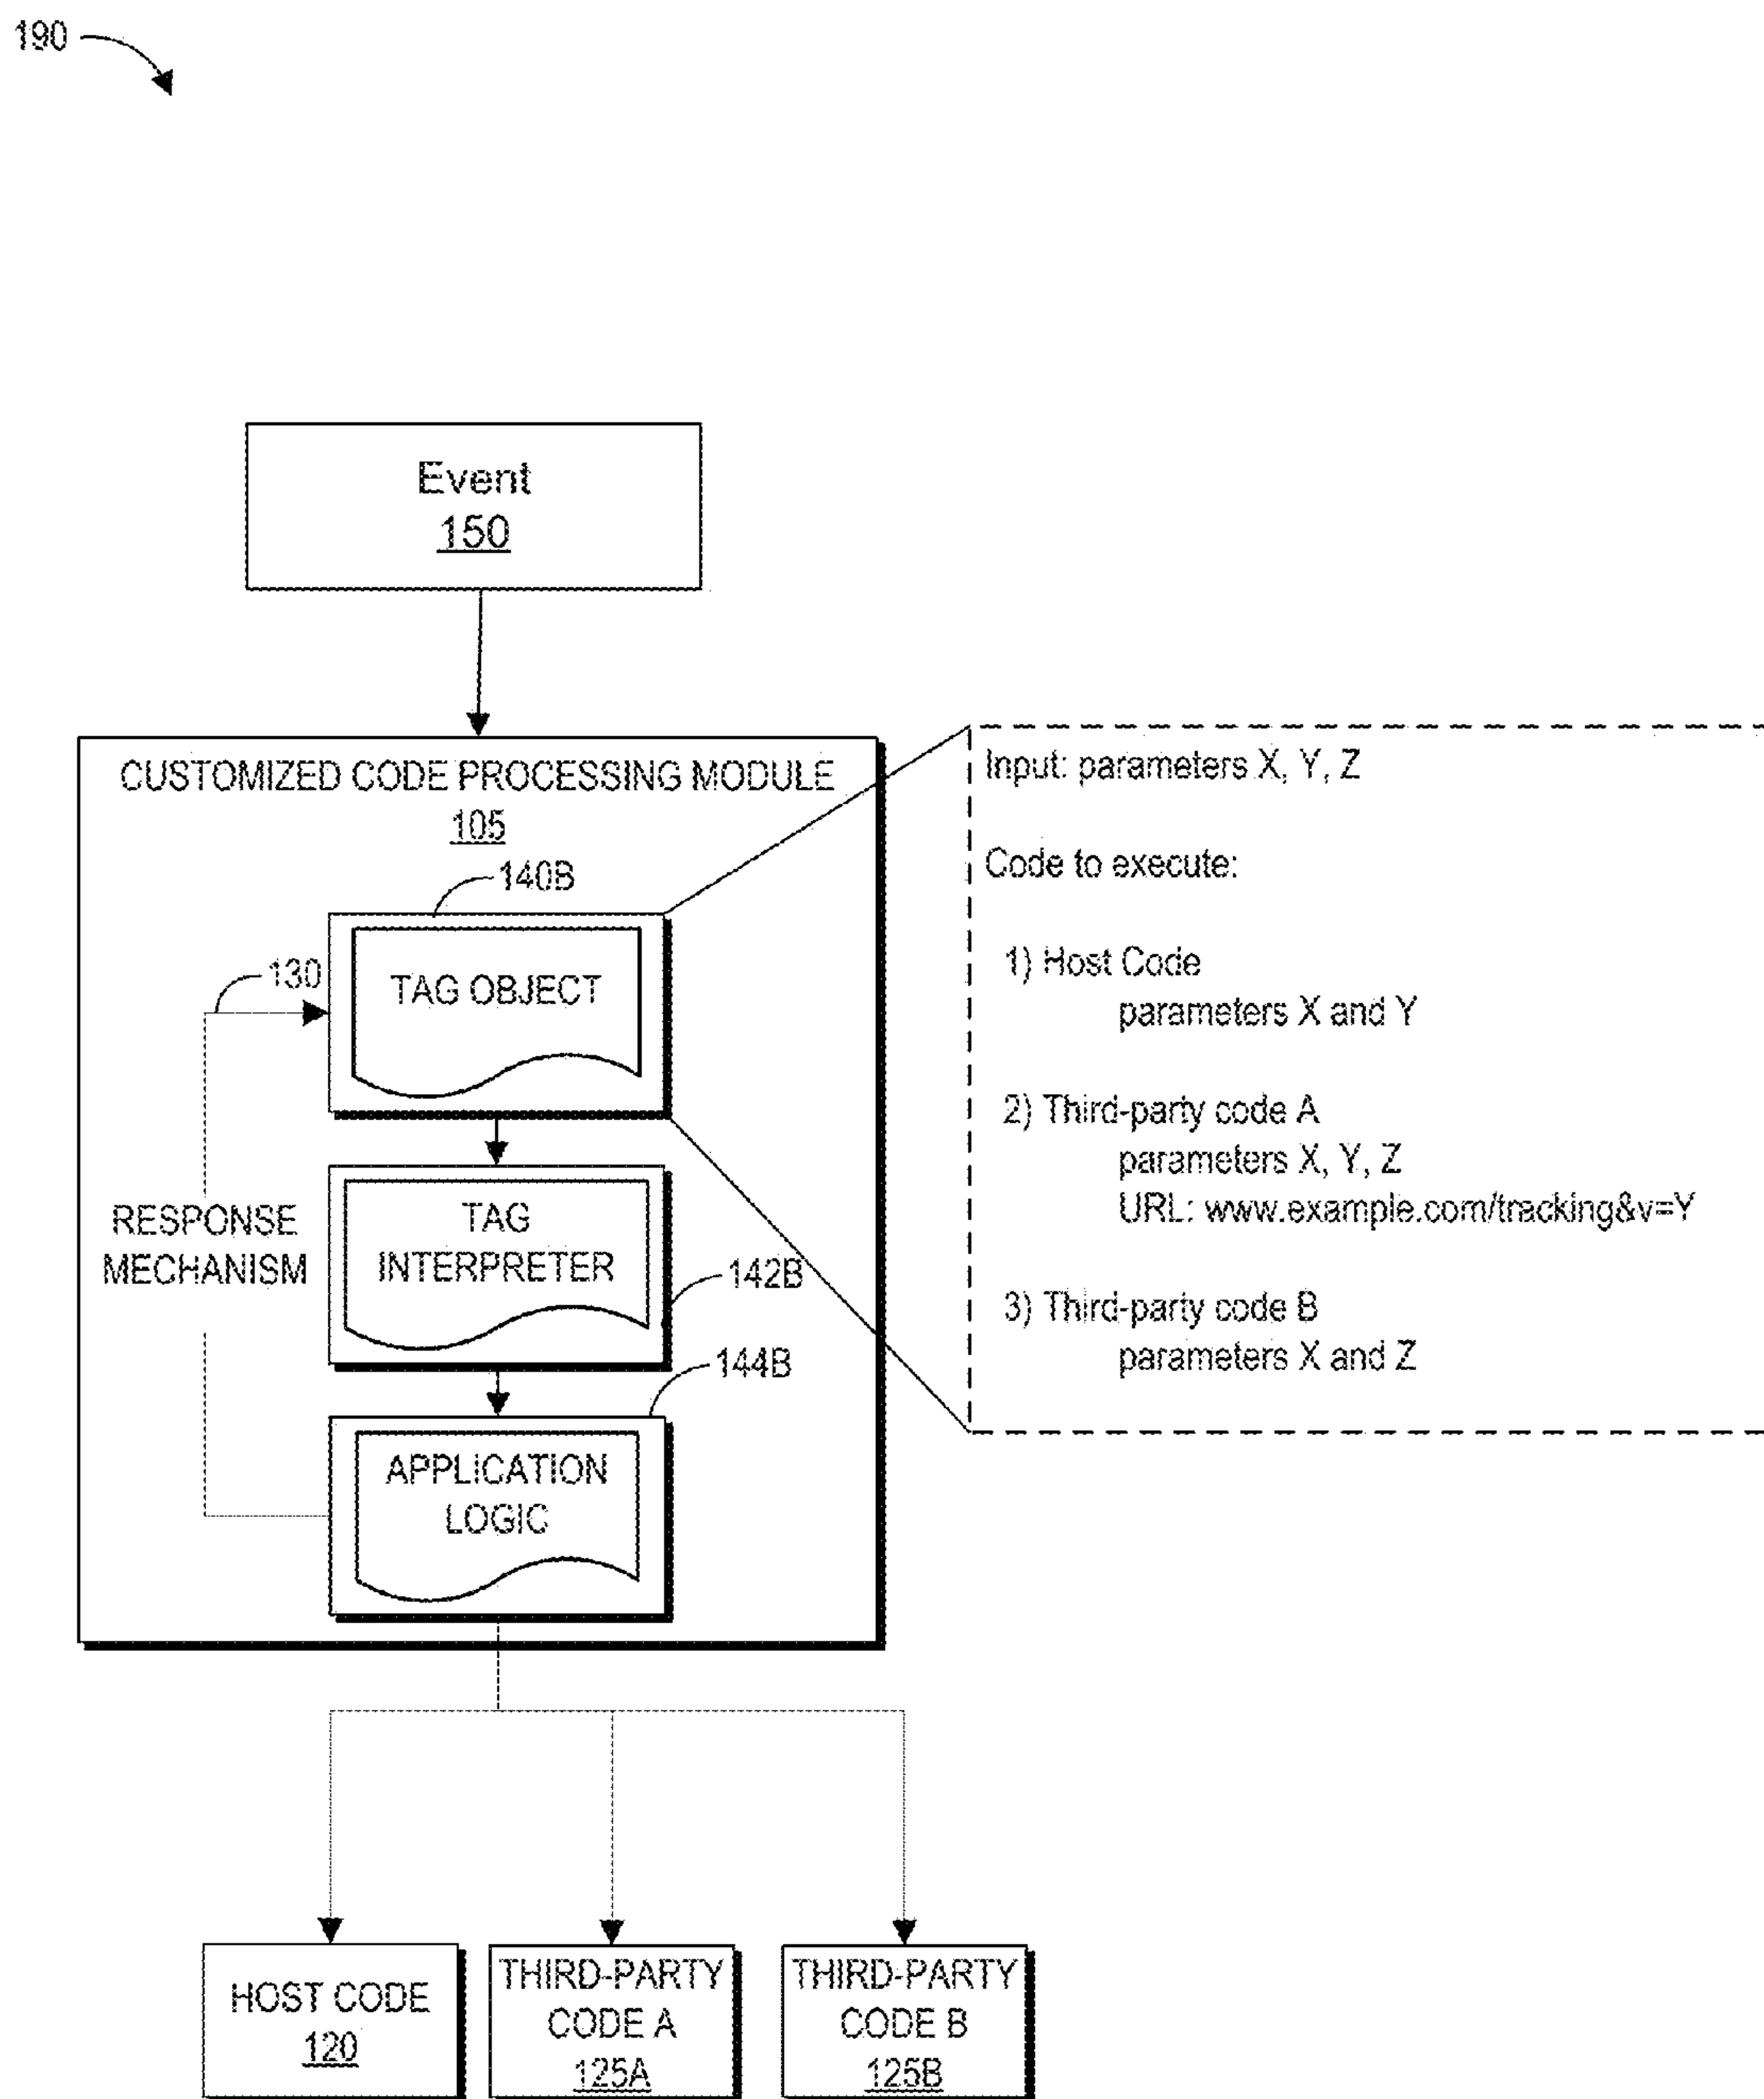 190
Event
150
CUSTOMIZED CODE PROCESSING MODULE
105
140B
130
TAG OBJECT
RESPONSE
MECHANISM
TAG
INTERPRETER
142B
144B
APPLICATION
LOGIC
Input: parameters X, Y, Z
Code to execute:
1) Host Code
parameters X and Y
2) Third-party code A
parameters X, Y, Z
URL: www.example.com/tracking&v=Y
3) Third-party code B
parameters X and Z
HOST CODE
120
THIRD-PARTY
CODE A
125A
THIRD-PARTY
CODE B
125B